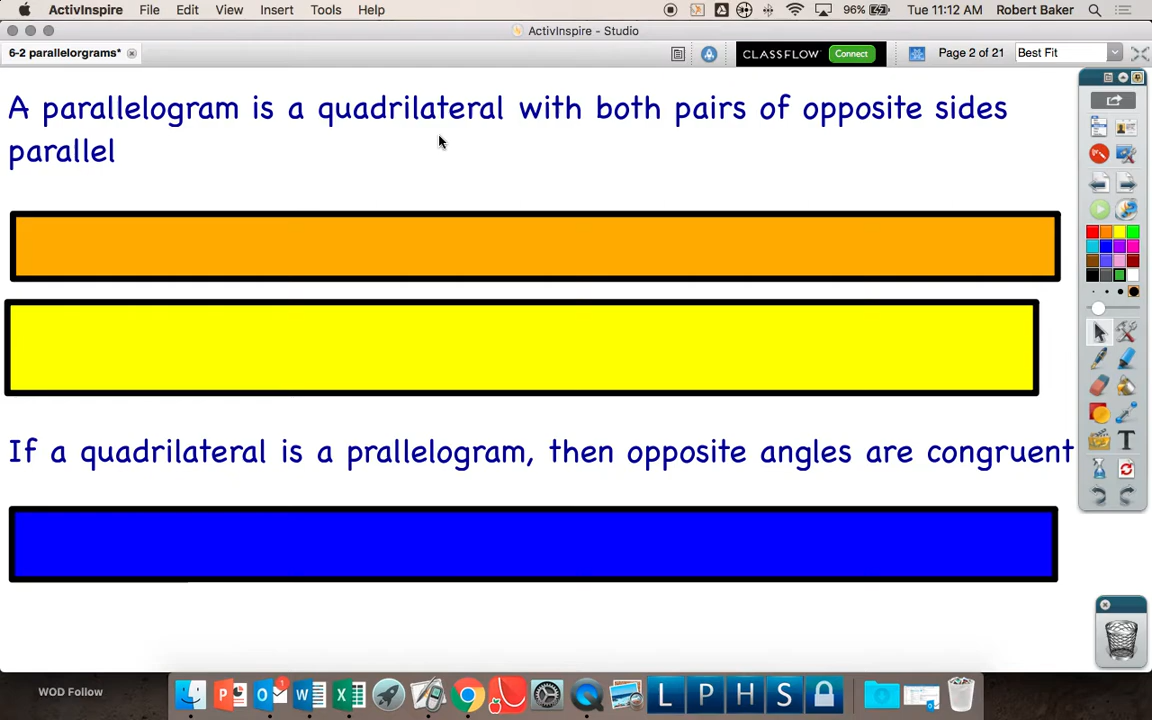 ActivInspire File Edit View Insert Tools Help 96% Tue 11:12 AM Robert Baker
ActivInspire - Studio
6-2 parallelorgrams* CLASSFLOW Connect Page 2 of 21 Best Fit
A parallelogram is a quadrilateral with both pairs of opposite sides
parallel
If a quadrilateral is a prallelogram, then opposite angles are congruent
T
WOD Follow
P 1 W X L P H S